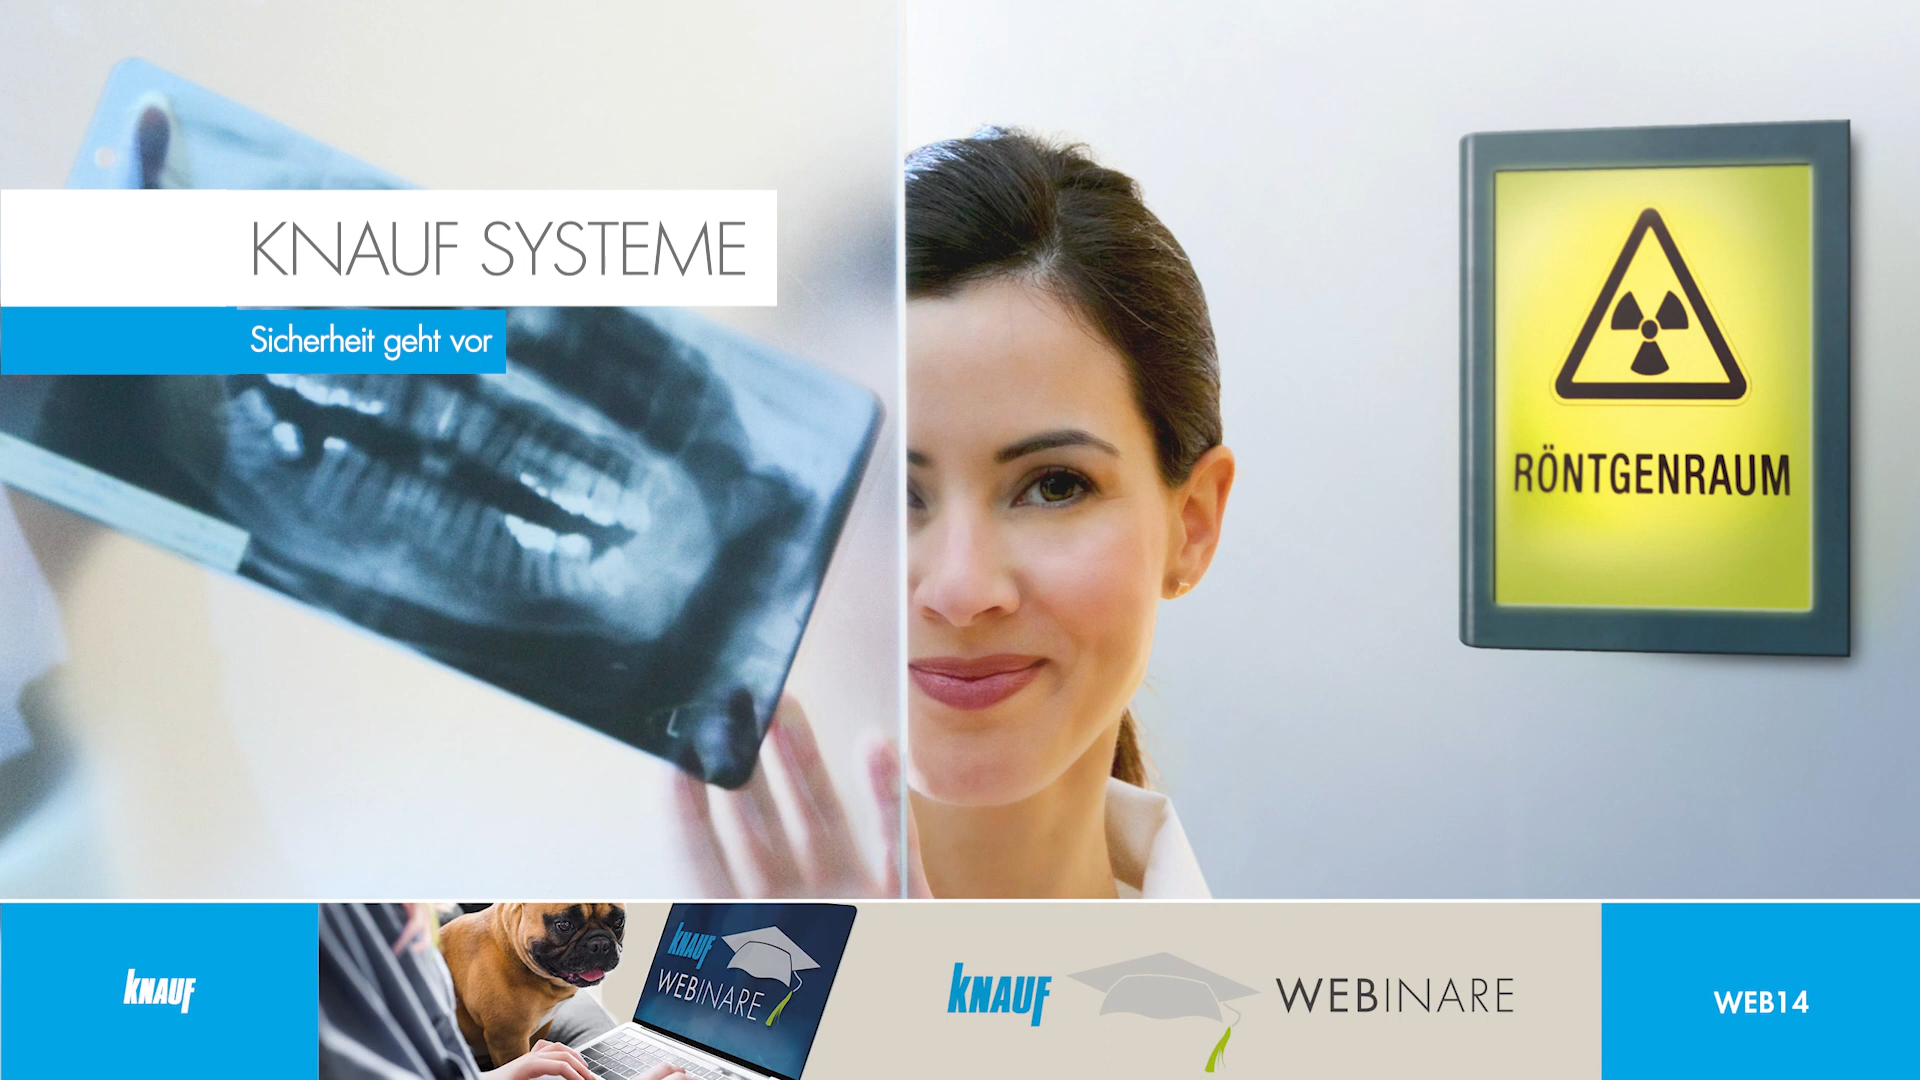 KNAUF SYSTEME
Sicherheit geht vor
RÖNTGENRAUM
L
KNAUF
KNAUF
WEBINARE
KNAUF
WEBINARE
WEB14